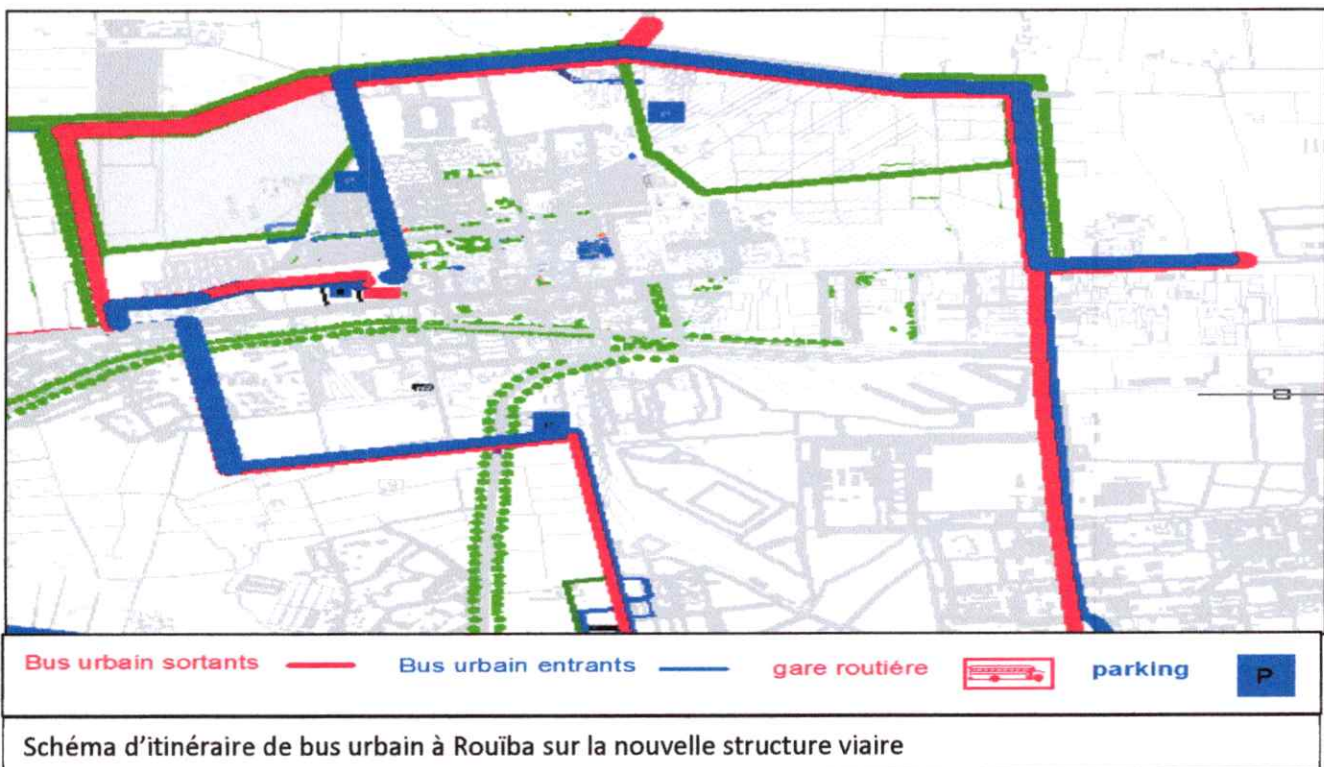 Bus urbain sortants Bus urbain entrants gare routiére parking P
Schéma d'itinéraire de bus urbain à Rouïba sur la nouvelle structure viaire